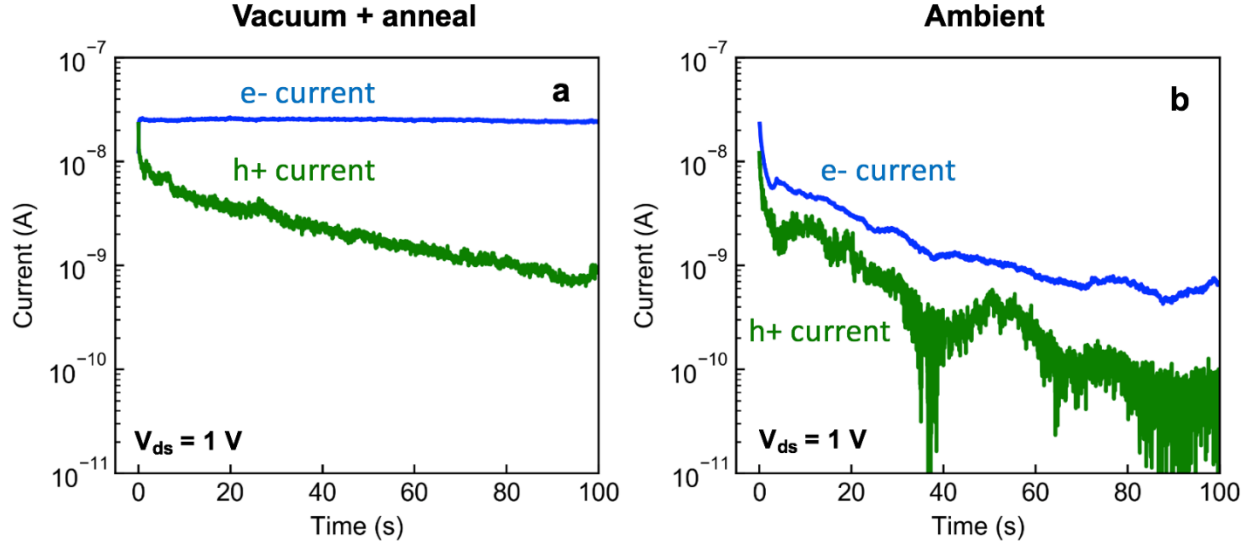 Vacuum + anneal
Current (A)
10⁻⁷
10⁻⁸
10⁻⁹
10⁻¹⁰
10⁻¹¹
a
e- current
h+ current
V_ds = 1 V
0 20 40 60 80 100
Time (s)
Ambient
Current (A)
10⁻⁷
10⁻⁸
10⁻⁹
10⁻¹⁰
10⁻¹¹
b
e- current
h+ current
V_ds = 1 V
0 20 40 60 80 100
Time (s)